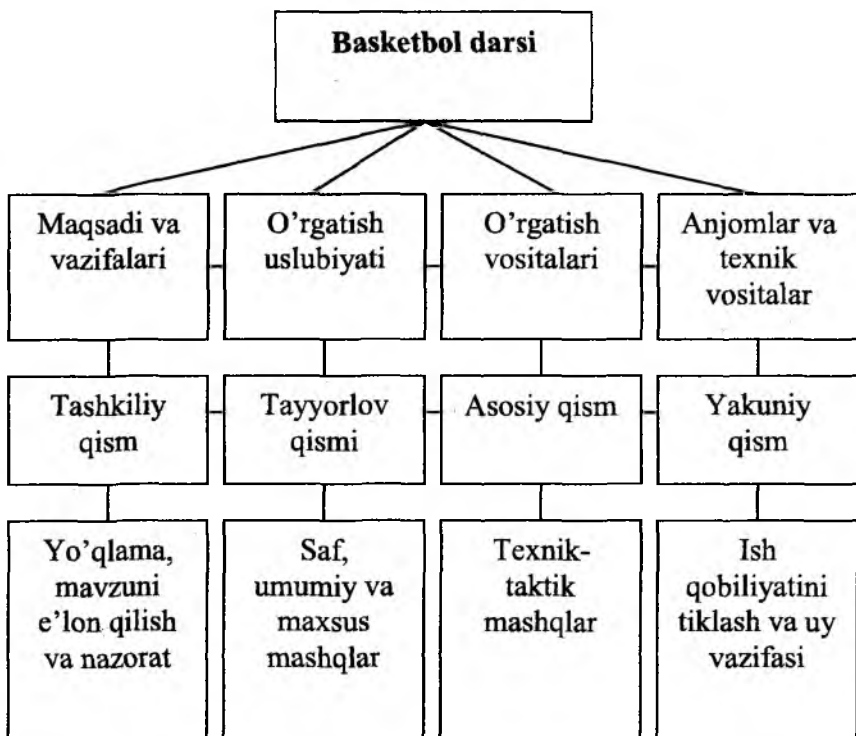 Basketbol darsi
Maqsadi va
vazifalari
O'rgatish
uslubiyati
O'rgatish
vositalari
Anjomlar va
texnik
vositalar
Tashkiliy
qism
Tayyorlov
qismi
Asosiy qism
Yakuniy
qism
Yo'qlama,
mavzuni
e'lon qilish
va nazorat
Saf,
umumiy va
maxsus
mashqlar
Texnik-
taktik
mashqlar
Ish
qobiliyatini
tiklash va uy
vazifasi